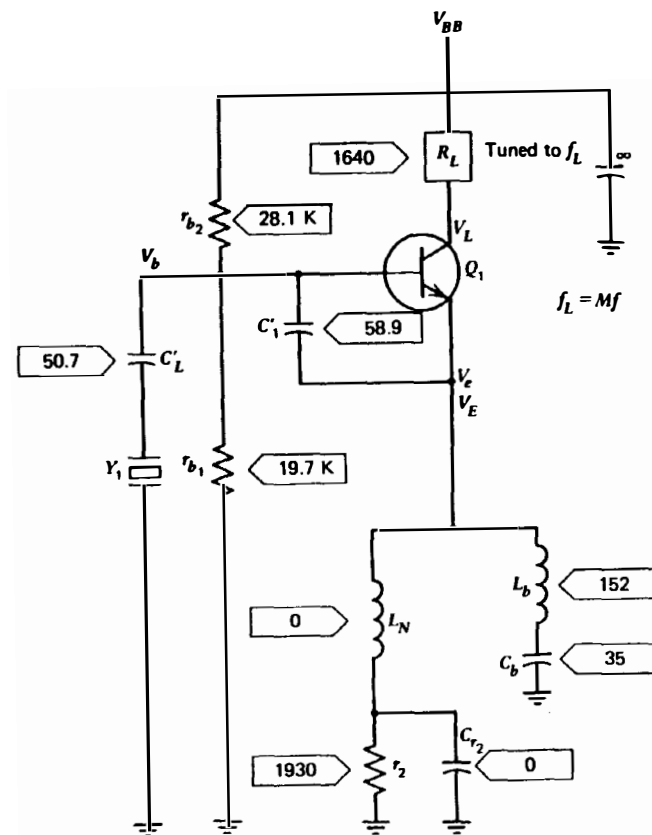 V_BB
1640
R_L
Tuned to f_L
∞
r_b2
28.1 K
V_L
V_b
Q_1
f_L = Mf
C'_1
58.9
50.7
C'_L
V_e
V_E
Y_1
r_b1
19.7 K
L_b
152
0
L_N
C_b
35
C_r2
1930
r_2
0